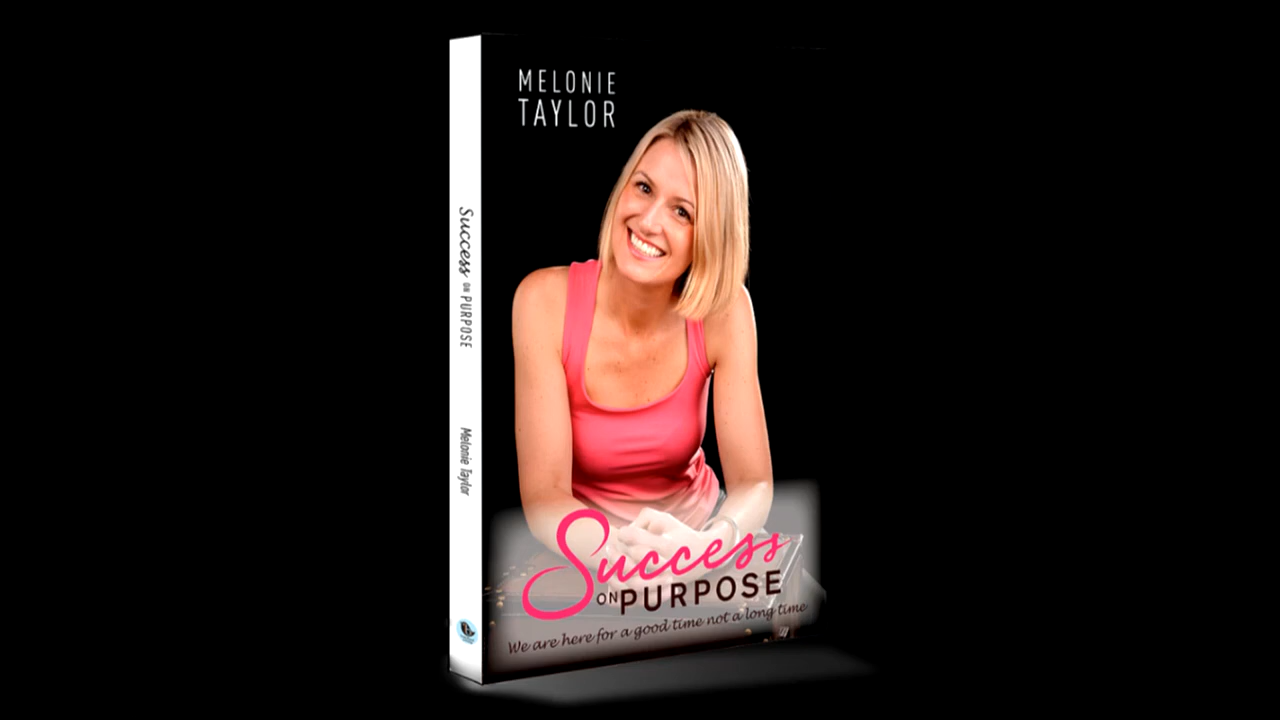 MELONIE
TAYLOR
Success
ON PURPOSE
We are here for a good time not a long time
Success ON PURPOSE
Melonie Taylor